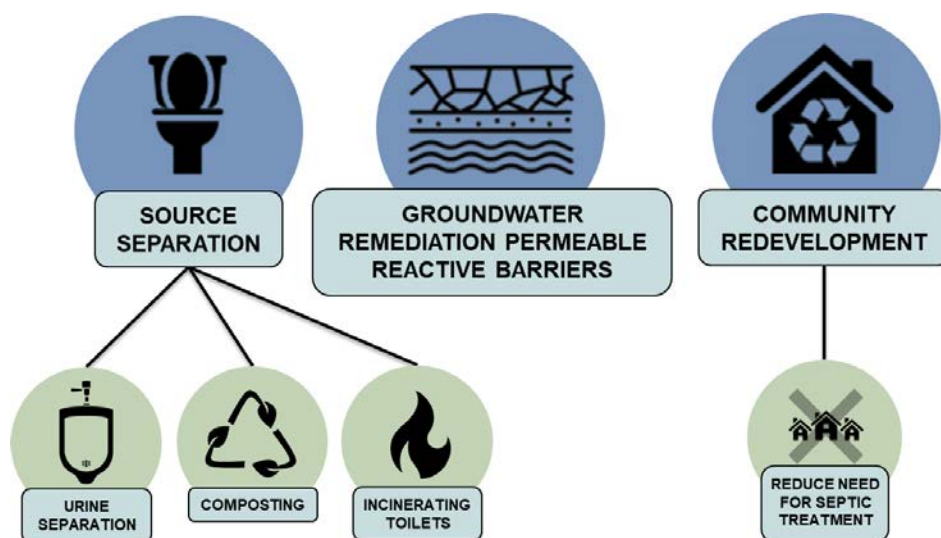 SOURCE
SEPARATION
GROUNDWATER
REMEDIATION PERMEABLE
REACTIVE BARRIERS
COMMUNITY
REDEVELOPMENT
URINE
SEPARATION
COMPOSTING
INCINERATING
TOILETS
REDUCE NEED
FOR SEPTIC
TREATMENT